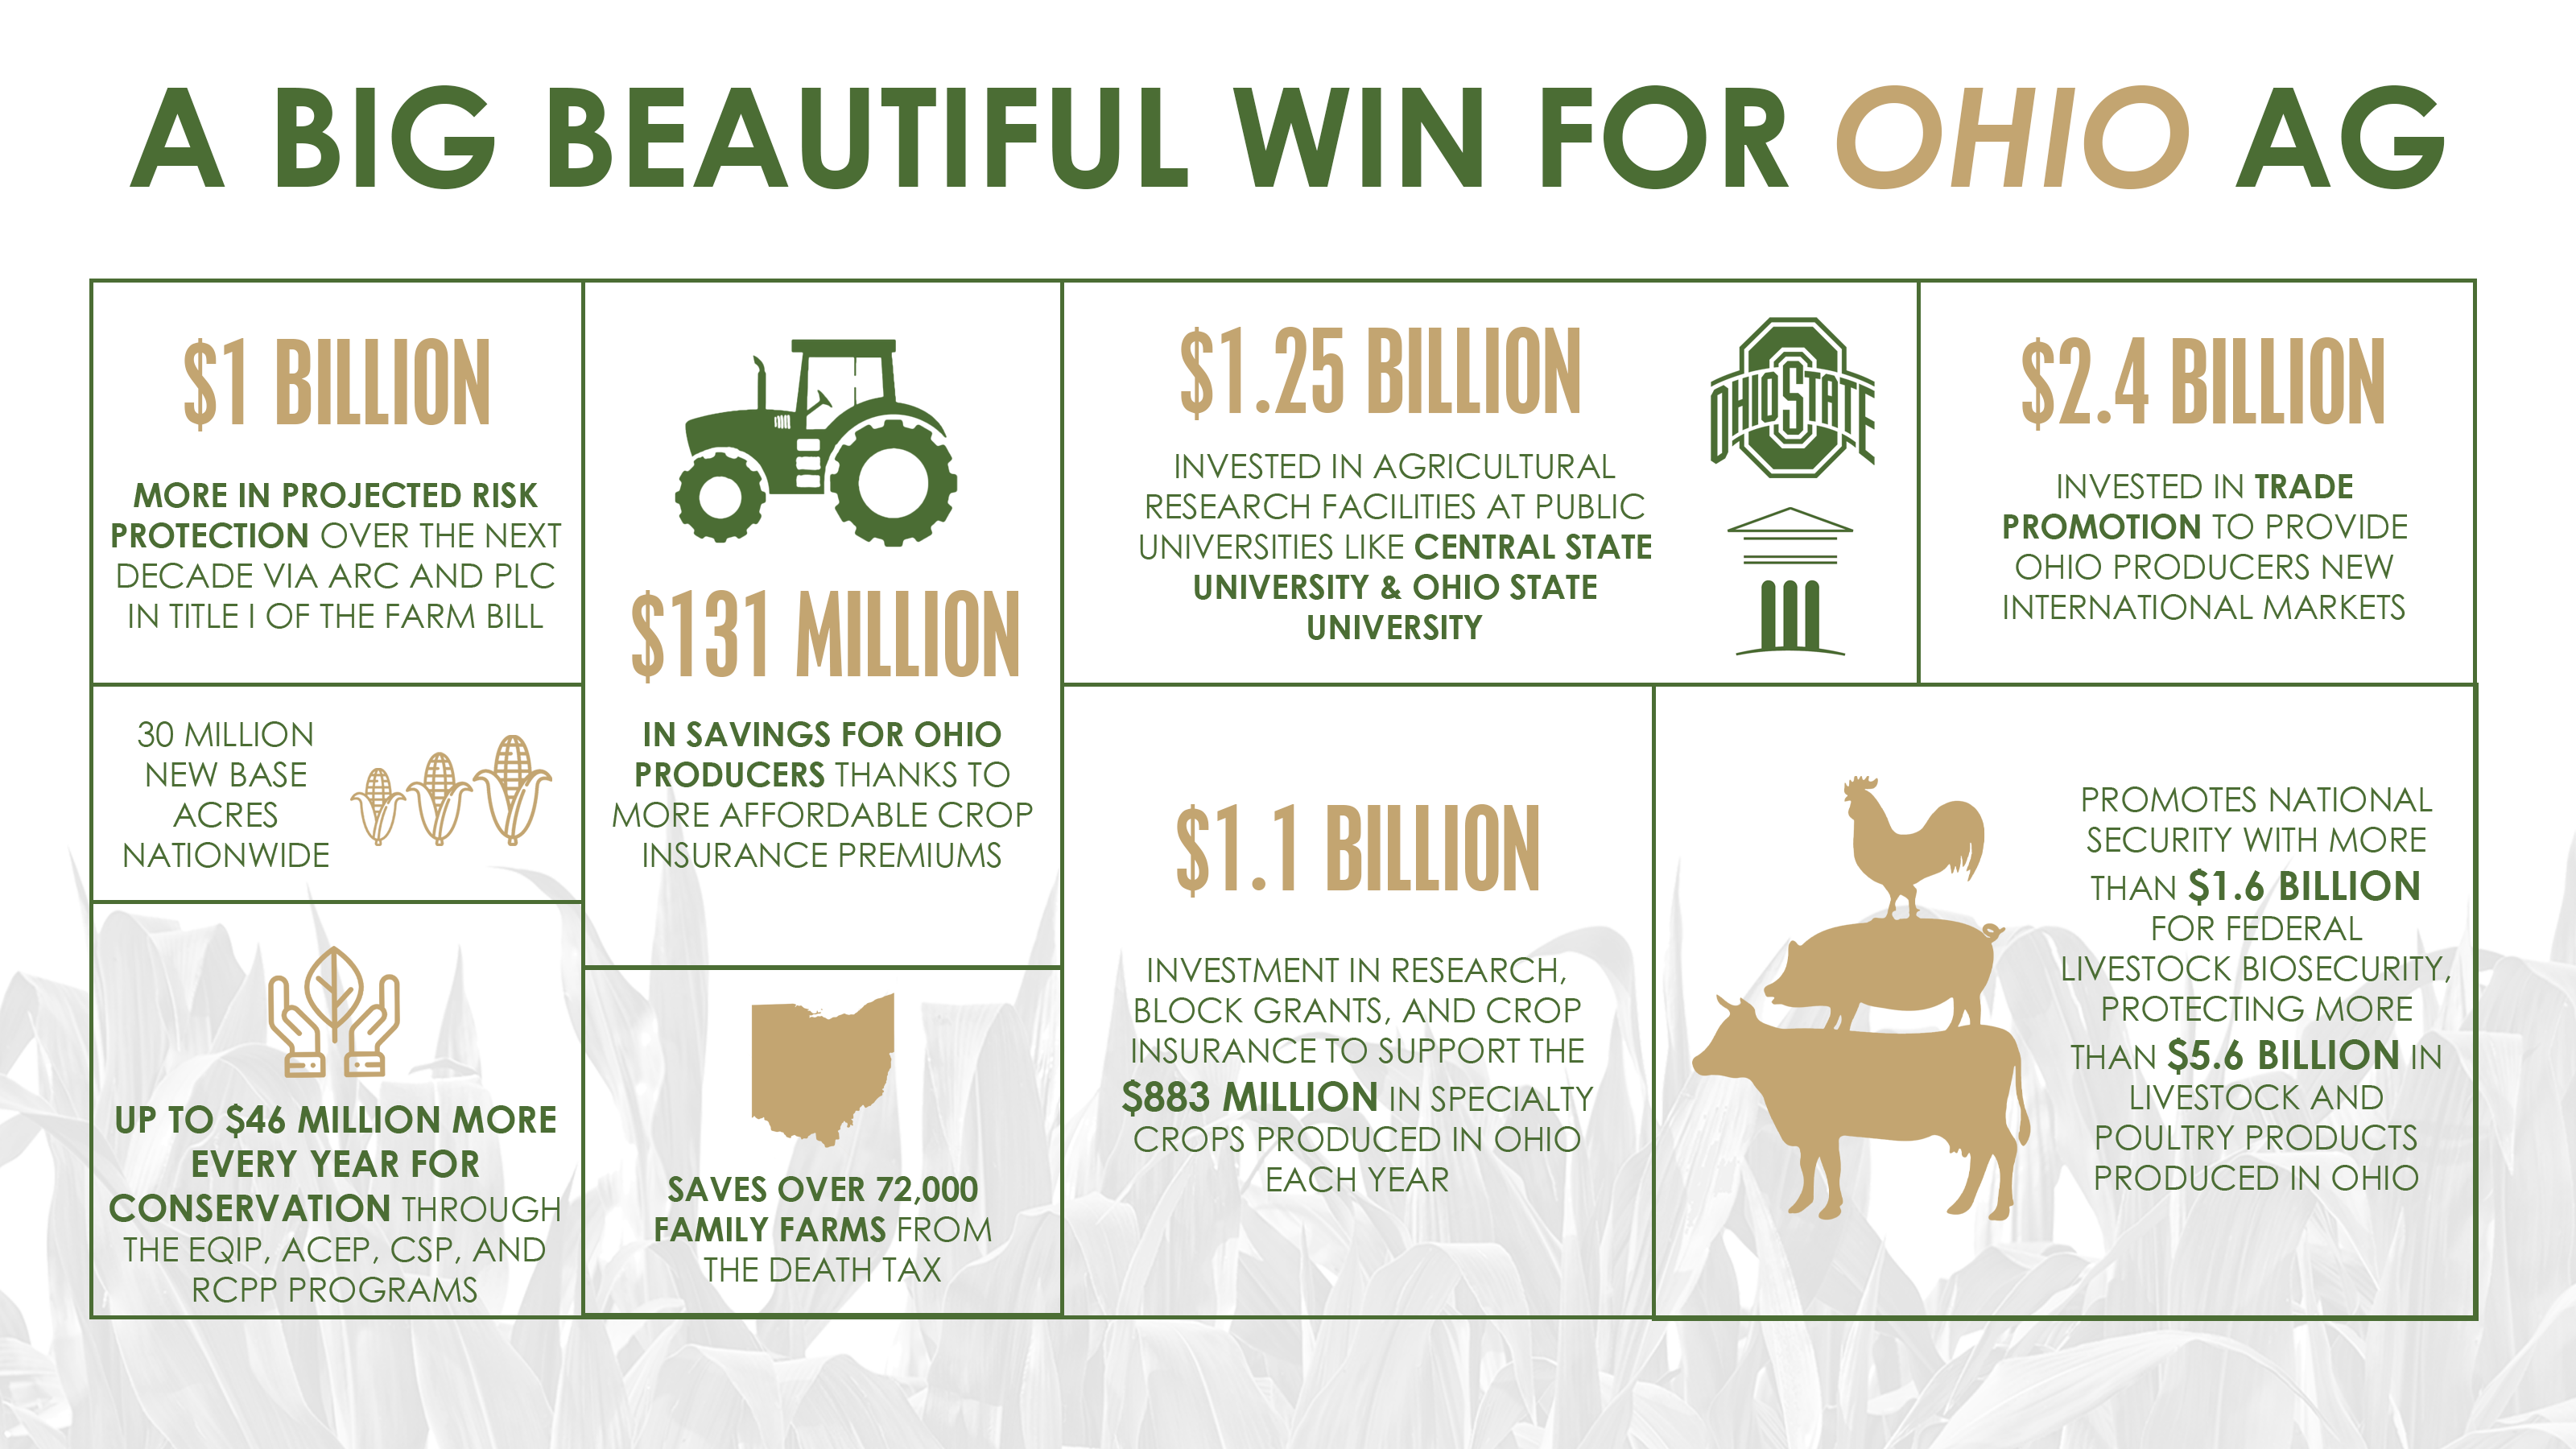 A BIG BEAUTIFUL WIN FOR OHIO AG
$1 BILLION
MORE IN PROJECTED RISK
PROTECTION OVER THE NEXT
DECADE VIA ARC AND PLC
IN TITLE I OF THE FARM BILL
30 MILLION
NEW BASE
ACRES
NATIONWIDE
UP TO $46 MILLION MORE
EVERY YEAR FOR
CONSERVATION THROUGH
THE EQIP, ACEP, CSP, AND
RCPP PROGRAMS
$131 MILLION
IN SAVINGS FOR OHIO
PRODUCERS THANKS TO
MORE AFFORDABLE CROP
INSURANCE PREMIUMS
SAVES OVER 72,000
FAMILY FARMS FROM
THE DEATH TAX
$1.25 BILLION
INVESTED IN AGRICULTURAL
RESEARCH FACILITIES AT PUBLIC
UNIVERSITIES LIKE CENTRAL STATE
UNIVERSITY & OHIO STATE
UNIVERSITY
OHIO STATE
$2.4 BILLION
INVESTED IN TRADE
PROMOTION TO PROVIDE
OHIO PRODUCERS NEW
INTERNATIONAL MARKETS
$1.1 BILLION
INVESTMENT IN RESEARCH,
BLOCK GRANTS, AND CROP
INSURANCE TO SUPPORT THE
$883 MILLION IN SPECIALTY
CROPS PRODUCED IN OHIO
EACH YEAR
PROMOTES NATIONAL
SECURITY WITH MORE
THAN $1.6 BILLION
FOR FEDERAL
LIVESTOCK BIOSECURITY,
PROTECTING MORE
THAN $5.6 BILLION IN
LIVESTOCK AND
POULTRY PRODUCTS
PRODUCED IN OHIO